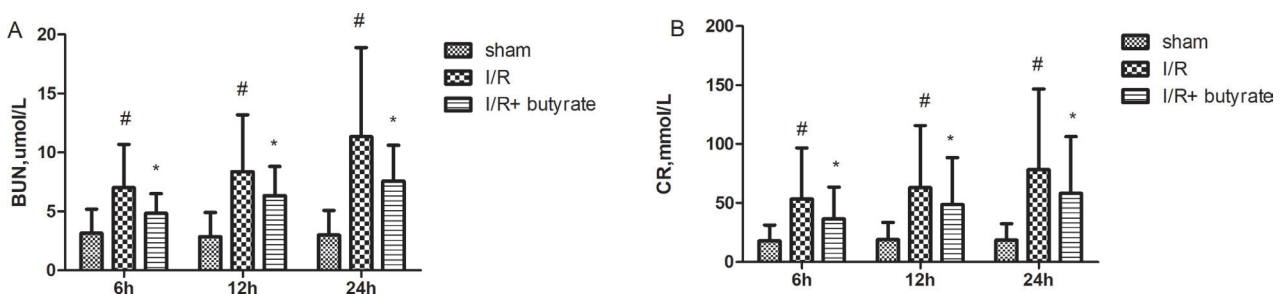 A
BUN,umol/L
20
15
10
5
0
#
*
#
*
#
*
6h
12h
24h
sham
I/R
I/R+ butyrate
B
CR,mmol/L
200
150
100
50
0
#
*
#
*
#
*
6h
12h
24h
sham
I/R
I/R+ butyrate